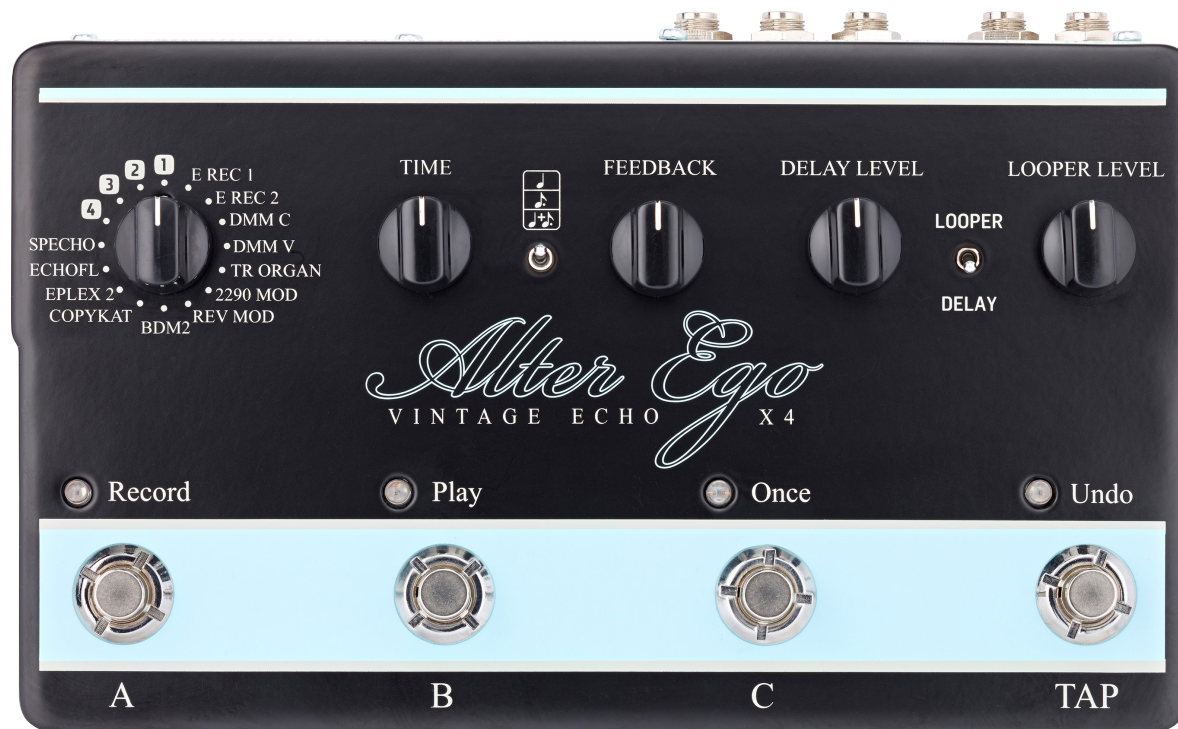 TIME
FEEDBACK
DELAY LEVEL
LOOPER LEVEL
1
2
3
4
E REC 1
E REC 2
DMM C
DMM V
TR ORGAN
2290 MOD
REV MOD
BDM2
COPYKAT
EPLEX 2
ECHOFL
SPECHO
LOOPER
DELAY
Alter Ego
VINTAGE ECHO X4
Record
Play
Once
Undo
A
B
C
TAP